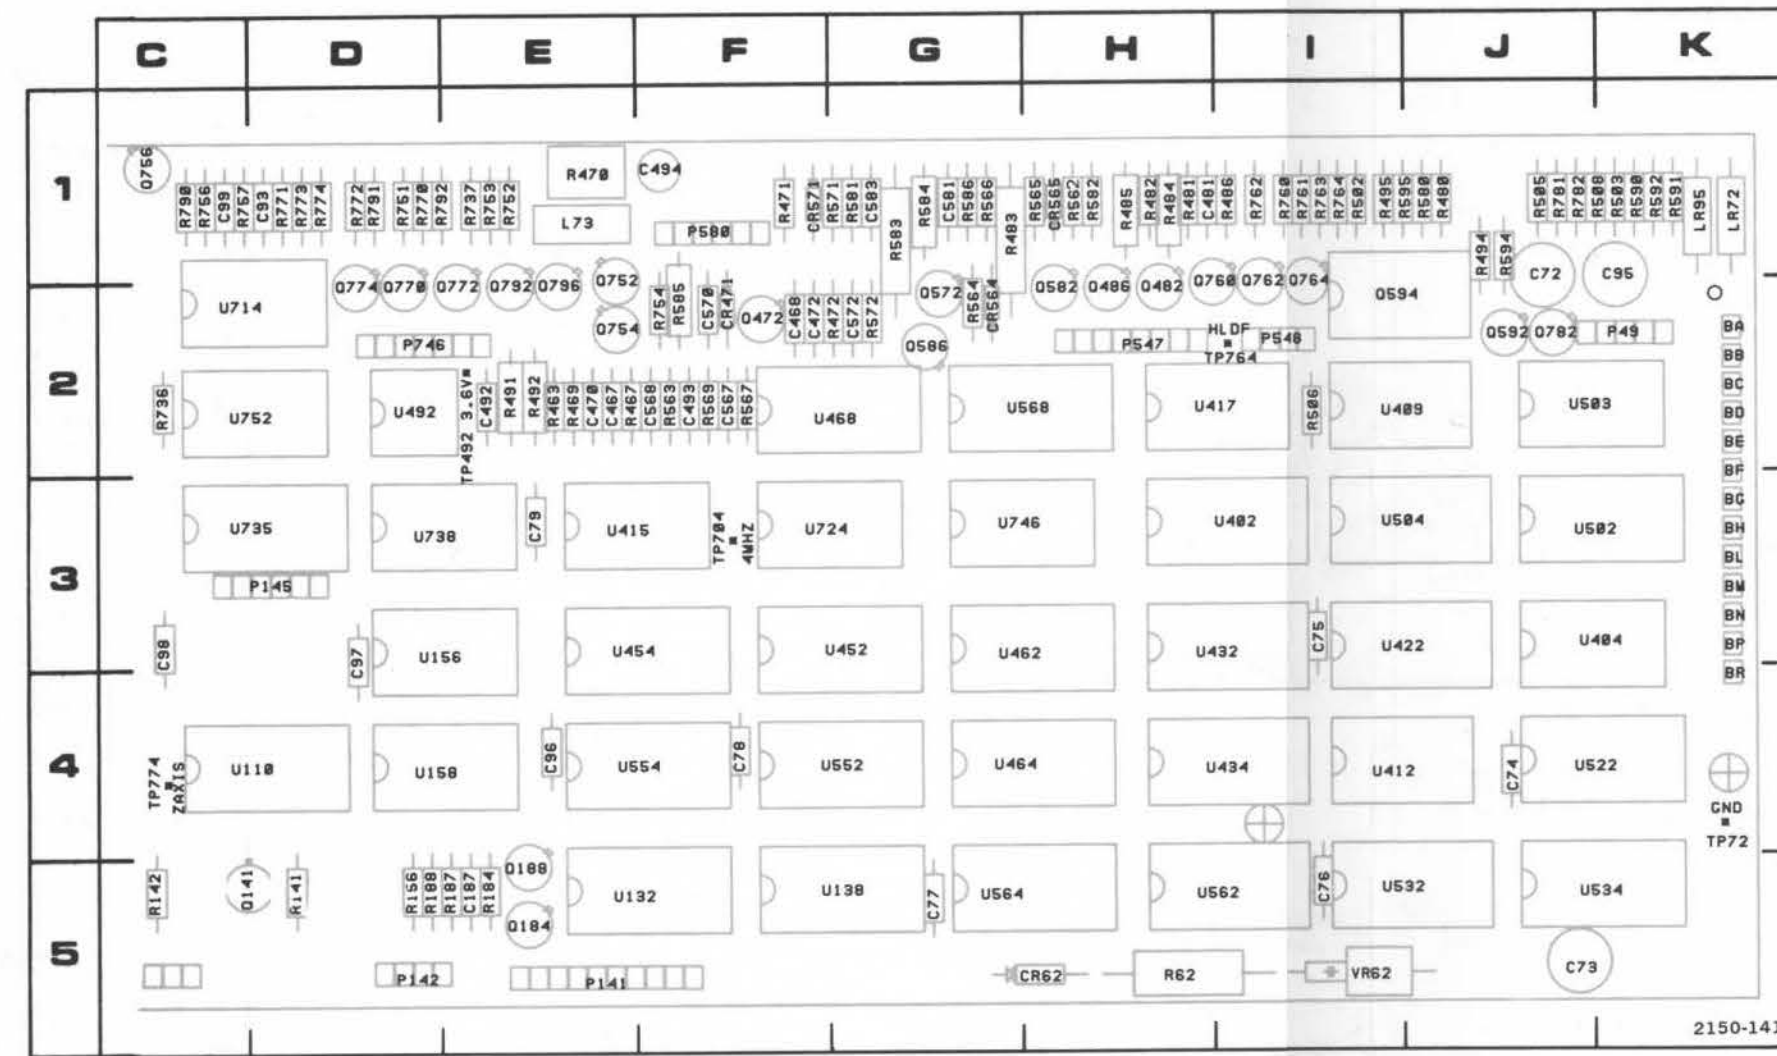 C D E F G H I J K
1
Q756 R790 R756 C99 R757 C93 R771 R773 R774 R772 R791 R751 R770 R792 R737 R753 R752
R470
L73
C494
P580
R471 CR571 R571 R581 C583 R583 R584 C581 R586 R566 R483
R565 CR565 R562 R582 R485 R482 R484 R481 C481 R486 R762 R760 R761 R763 R764 R502 R495 R595 R580 R480
R494 R594
R505 R781 R782 R508 R503 R590 R592 R591 LR95 LR72
U714 Q774 Q770 Q772 Q792 Q796 Q752 Q754
R754 R585 C570 CR471 Q472 C468 C472 R472 C572 R572
Q572 R564 CR564 Q586
Q582 Q486 Q482 Q760 Q762 Q764 Q594 C72 C95
Q592 Q782 P49
P746
P547 HLDF TP764 P548
2
R736 U752 U492 TP492 3.6V C492 R491 R492 R463 R469 C470 C467 R467 C568 R563 C493 R569 C567 R567
U468 U568 U417 R506 U409 U503
BA
BB
BC
BD
BE
BF
BG
BH
BL
BM
BN
BP
BR
3
U735 U738 C79 U415 TP704 4MHZ U724 U746 U402 U504 U502
P145
C98 C97 U156 U454 U452 U462 U432 C75 U422 U404
4
TP774 ZAXIS U110 U158 C96 U554 C78 U552 U464 U434 U412 C74 U522
GND
TP72
5
R142 Q141 R141 R156 R188 R187 C187 R184 Q188 Q184 U132 U138 C77 U564 U562 C76 U532 U534
P142 P141 CR62 R62 VR62 C73
2150-141